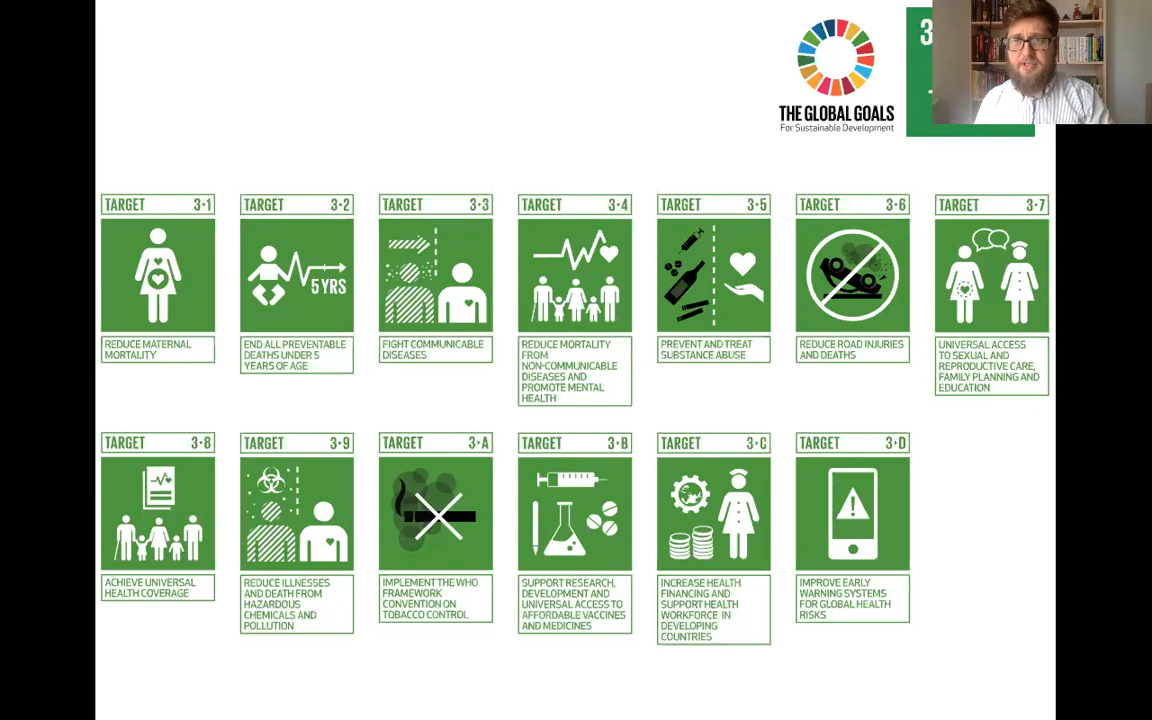 THE GLOBAL GOALS
For Sustainable Development
3
TARGET 3·1
REDUCE MATERNAL
MORTALITY
TARGET 3·2
5 YRS
END ALL PREVENTABLE
DEATHS UNDER 5
YEARS OF AGE
TARGET 3·3
FIGHT COMMUNICABLE
DISEASES
TARGET 3·4
REDUCE MORTALITY
FROM
NON-COMMUNICABLE
DISEASES AND
PROMOTE MENTAL
HEALTH
TARGET 3·5
PREVENT AND TREAT
SUBSTANCE ABUSE
TARGET 3·6
REDUCE ROAD INJURIES
AND DEATHS
TARGET 3·7
UNIVERSAL ACCESS
TO SEXUAL AND
REPRODUCTIVE CARE,
FAMILY PLANNING AND
EDUCATION
TARGET 3·8
ACHIEVE UNIVERSAL
HEALTH COVERAGE
TARGET 3·9
REDUCE ILLNESSES
AND DEATH FROM
HAZARDOUS
CHEMICALS AND
POLLUTION
TARGET 3·A
IMPLEMENT THE WHO
FRAMEWORK
CONVENTION ON
TOBACCO CONTROL
TARGET 3·B
SUPPORT RESEARCH,
DEVELOPMENT AND
UNIVERSAL ACCESS TO
AFFORDABLE VACCINES
AND MEDICINES
TARGET 3·C
INCREASE HEALTH
FINANCING AND
SUPPORT HEALTH
WORKFORCE IN
DEVELOPING
COUNTRIES
TARGET 3·D
IMPROVE EARLY
WARNING SYSTEMS
FOR GLOBAL HEALTH
RISKS